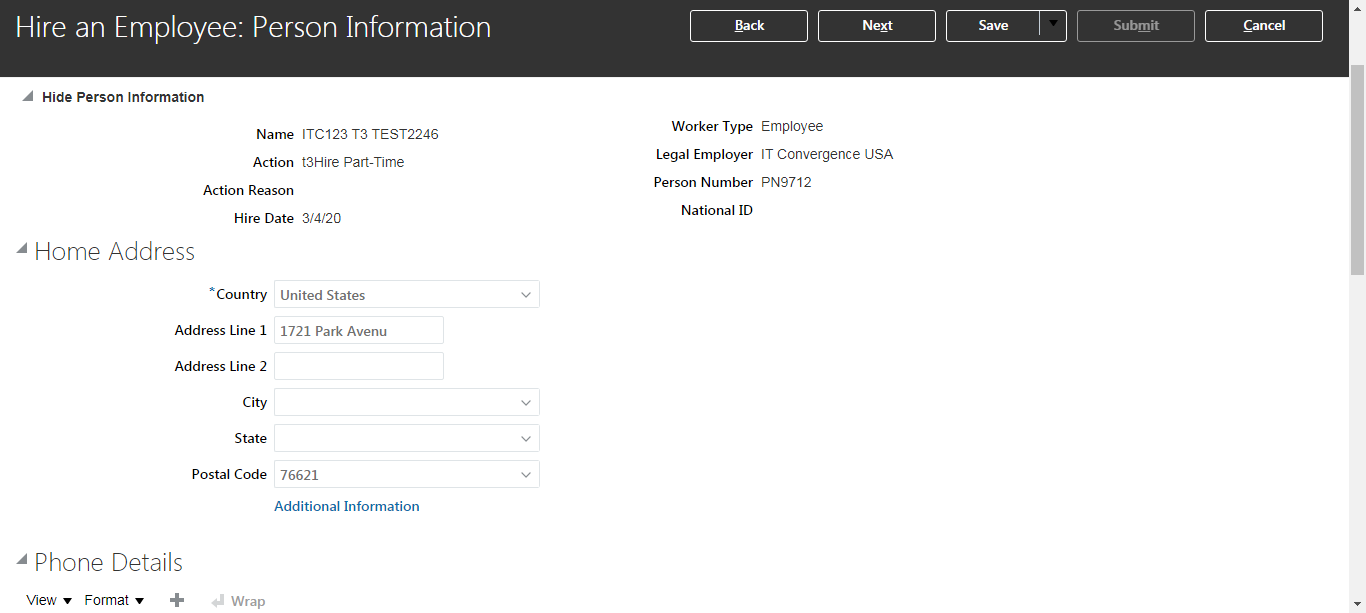 Hire an Employee: Person Information
Back Next Save Submit Cancel
Hide Person Information
Name ITC123 T3 TEST2246
Action t3Hire Part-Time
Action Reason
Hire Date 3/4/20
Worker Type Employee
Legal Employer IT Convergence USA
Person Number PN9712
National ID
Home Address
*Country United States
Address Line 1 1721 Park Avenu
Address Line 2
City
State
Postal Code 76621
Additional Information
Phone Details
View Format Wrap